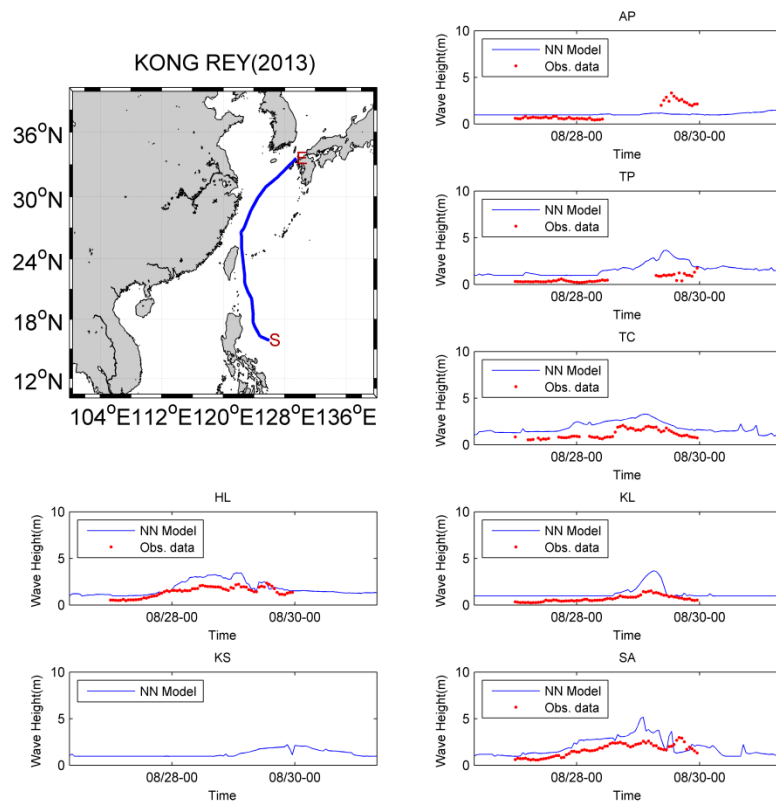 KONG REY(2013)
36°N
30°N
24°N
18°N
12°N
104°E112°E120°E128°E136°E
E
S
AP
Wave Height(m)
10
5
0
NN Model
Obs. data
08/28-00
08/30-00
Time
TP
Wave Height(m)
10
5
0
NN Model
Obs. data
08/28-00
08/30-00
Time
TC
Wave Height(m)
10
5
0
NN Model
Obs. data
08/28-00
08/30-00
Time
HL
Wave Height(m)
10
5
0
NN Model
Obs. data
08/28-00
08/30-00
Time
KL
Wave Height(m)
10
5
0
NN Model
Obs. data
08/28-00
08/30-00
Time
KS
Wave Height(m)
10
5
0
NN Model
08/28-00
08/30-00
Time
SA
Wave Height(m)
10
5
0
NN Model
Obs. data
08/28-00
08/30-00
Time